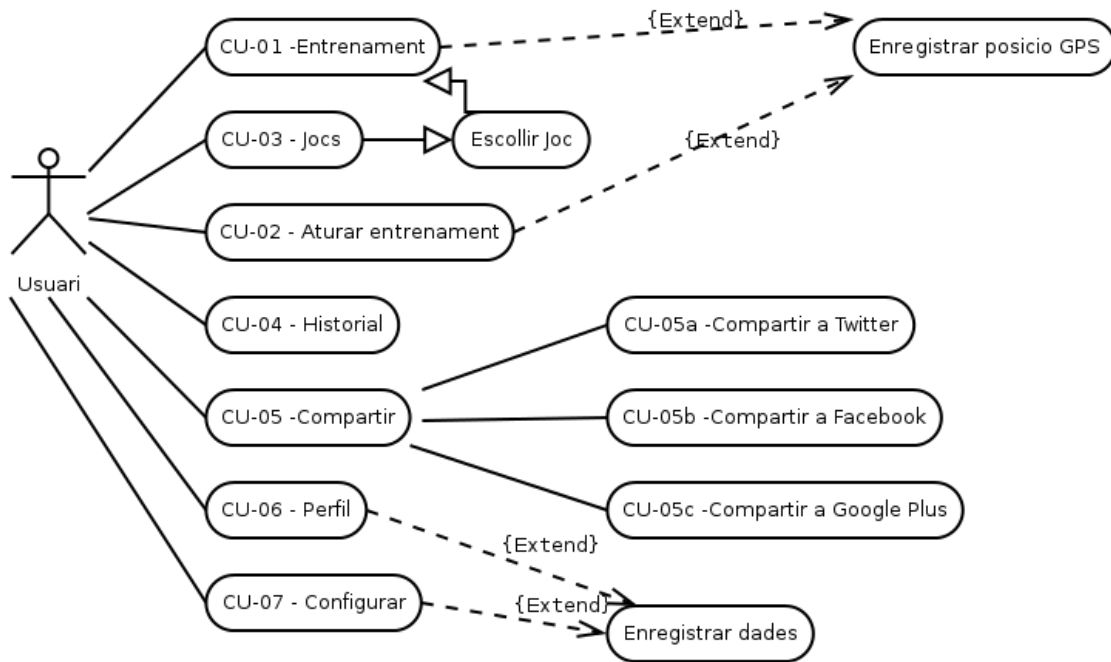 CU-01 -Entrenament
{Extend}
Enregistrar posicio GPS
CU-03 - Jocs
Escollir Joc
{Extend}
CU-02 - Aturar entrenament
Usuari
CU-04 - Historial
CU-05a -Compartir a Twitter
CU-05 -Compartir
CU-05b -Compartir a Facebook
CU-06 - Perfil
CU-05c -Compartir a Google Plus
{Extend}
CU-07 - Configurar
{Extend}
Enregistrar dades